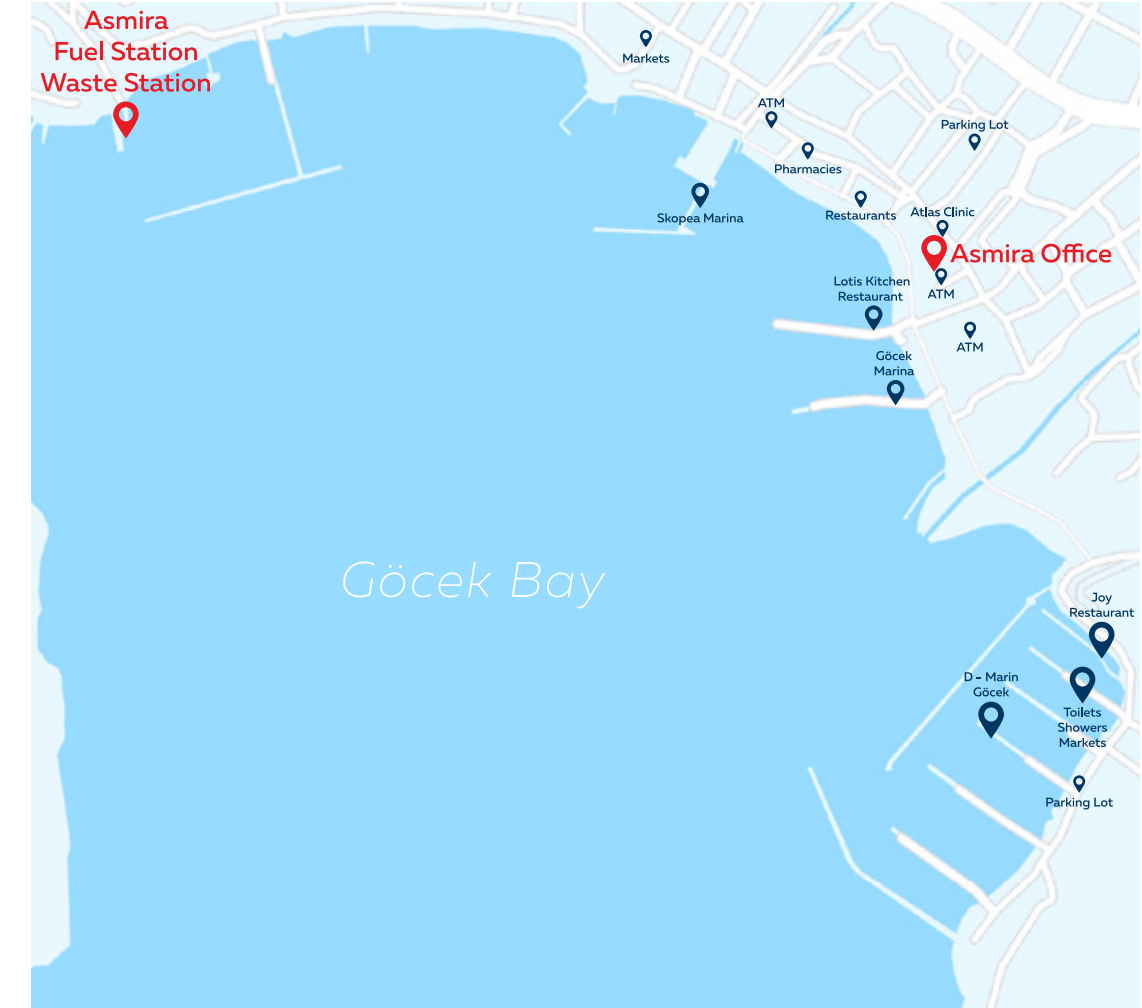 Asmira
Fuel Station
Waste Station
Markets
ATM
Parking Lot
Pharmacies
Restaurants
Atlas Clinic
Skopea Marina
Asmira Office
Lotis Kitchen
Restaurant
ATM
ATM
Göcek
Marina
Göcek Bay
Joy
Restaurant
D - Marin
Göcek
Toilets
Showers
Markets
Parking Lot